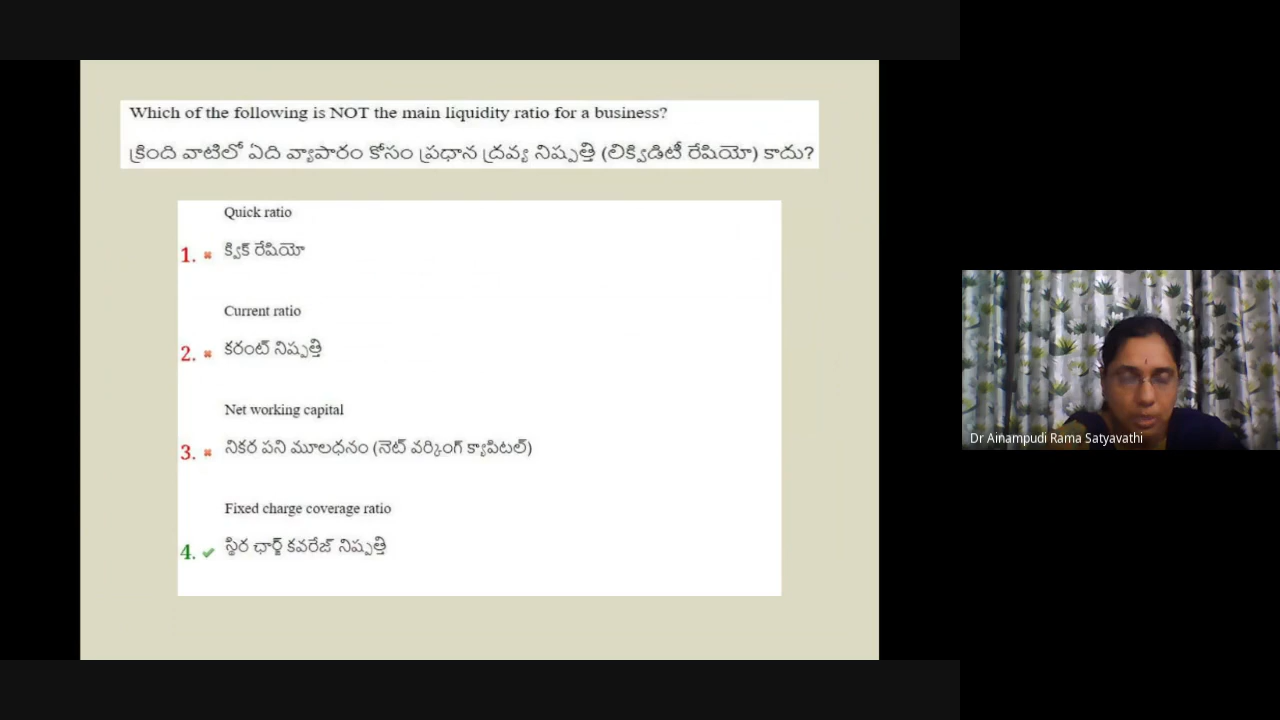 Which of the following is NOT the main liquidity ratio for a business?
క్రింది వాటిలో ఏది వ్యాపారం కోసం ప్రధాన ద్రవ్య నిష్పత్తి (లిక్విడిటీ రేషియో) కాదు?
Quick ratio
1. క్విక్ రేషియో
Current ratio
2. కరంట్ నిష్పత్తి
Net working capital
3. నికర పని మూలధనం (నెట్ వర్కింగ్ క్యాపిటల్)
Fixed charge coverage ratio
4. స్థిర ఛార్జ్ కవరేజ్ నిష్పత్తి
Dr Ainampudi Rama Satyavathi